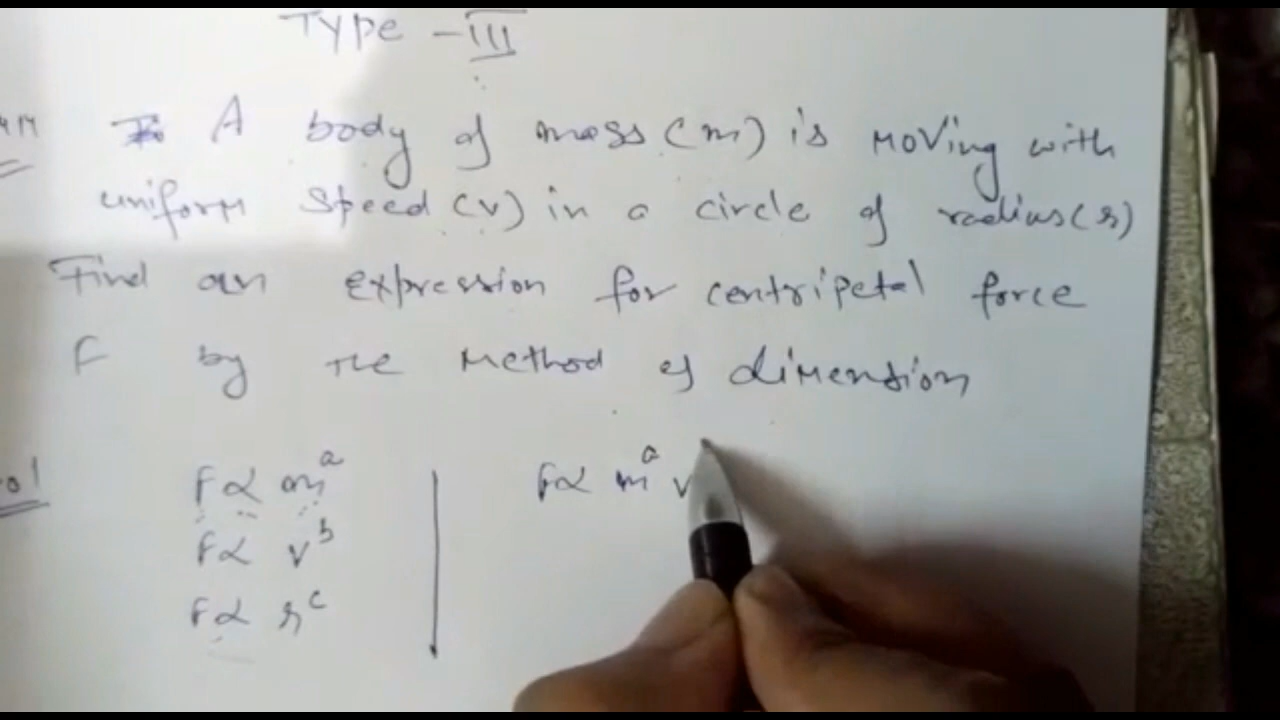 Type - III
A body of mass (m) is moving with
uniform speed (v) in a circle of radius (r)
Find an expression for centripetal force
F by the method of dimension
F∝ m^a
F∝ v^b
F∝ r^c
F∝ m^a v